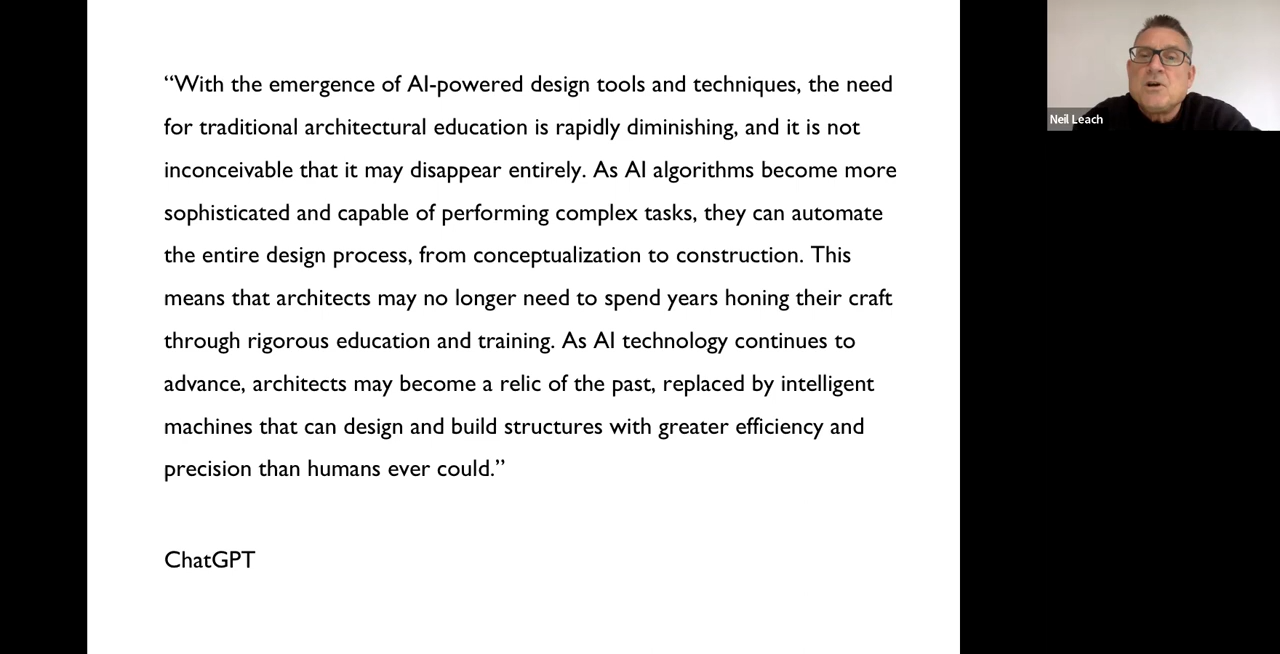 “With the emergence of AI-powered design tools and techniques, the need
for traditional architectural education is rapidly diminishing, and it is not
inconceivable that it may disappear entirely. As AI algorithms become more
sophisticated and capable of performing complex tasks, they can automate
the entire design process, from conceptualization to construction. This
means that architects may no longer need to spend years honing their craft
through rigorous education and training. As AI technology continues to
advance, architects may become a relic of the past, replaced by intelligent
machines that can design and build structures with greater efficiency and
precision than humans ever could.”
ChatGPT
Neil Leach